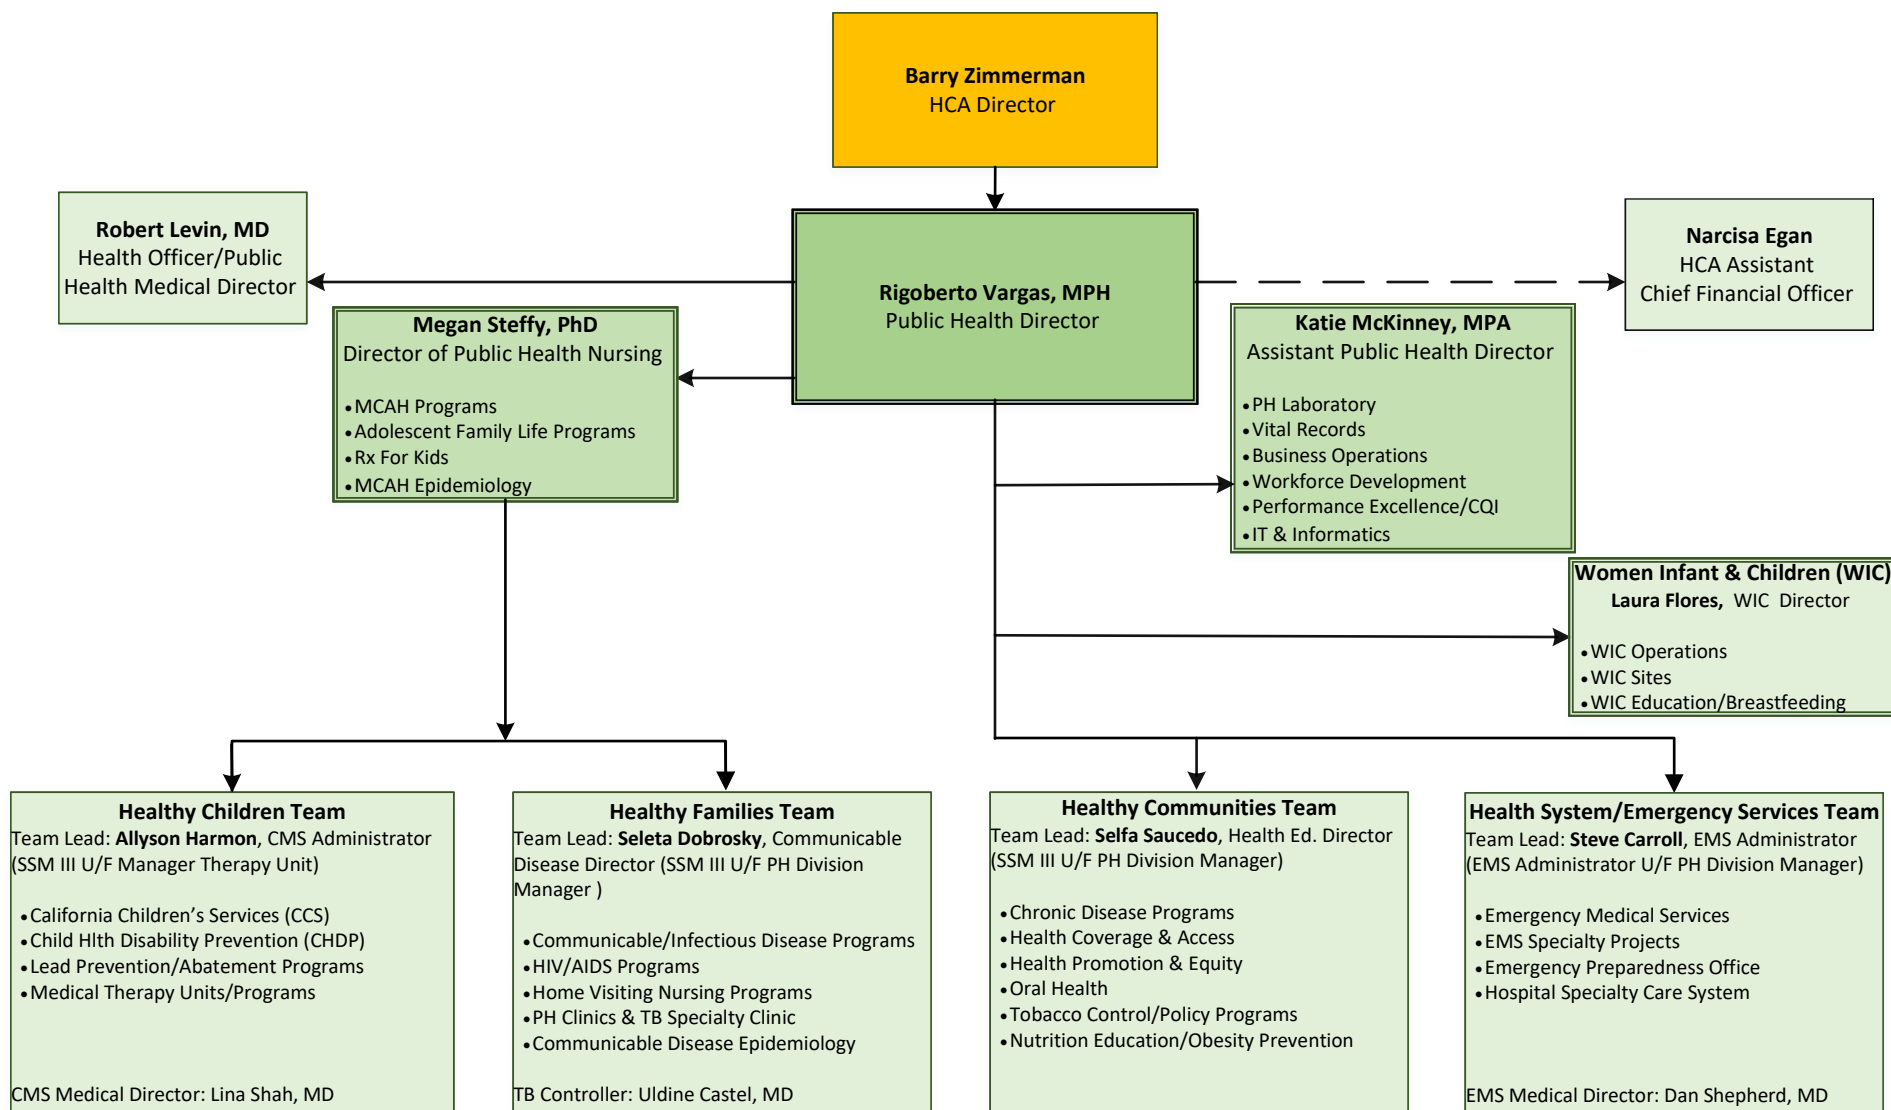 Barry Zimmerman
HCA Director
Robert Levin, MD
Health Officer/Public
Health Medical Director
Rigoberto Vargas, MPH
Public Health Director
Narcisa Egan
HCA Assistant
Chief Financial Officer
Megan Steffy, PhD
Director of Public Health Nursing
• MCAH Programs
• Adolescent Family Life Programs
• Rx For Kids
• MCAH Epidemiology
Katie McKinney, MPA
Assistant Public Health Director
• PH Laboratory
• Vital Records
• Business Operations
• Workforce Development
• Performance Excellence/CQI
• IT & Informatics
Women Infant & Children (WIC)
Laura Flores, WIC Director
• WIC Operations
• WIC Sites
• WIC Education/Breastfeeding
Healthy Children Team
Team Lead: Allyson Harmon, CMS Administrator
(SSM III U/F Manager Therapy Unit)
• California Children’s Services (CCS)
• Child Hlth Disability Prevention (CHDP)
• Lead Prevention/Abatement Programs
• Medical Therapy Units/Programs
CMS Medical Director: Lina Shah, MD
Healthy Families Team
Team Lead: Seleta Dobrosky, Communicable
Disease Director (SSM III U/F PH Division
Manager )
• Communicable/Infectious Disease Programs
• HIV/AIDS Programs
• Home Visiting Nursing Programs
• PH Clinics & TB Specialty Clinic
• Communicable Disease Epidemiology
TB Controller: Uldine Castel, MD
Healthy Communities Team
Team Lead: Selfa Saucedo, Health Ed. Director
(SSM III U/F PH Division Manager)
• Chronic Disease Programs
• Health Coverage & Access
• Health Promotion & Equity
• Oral Health
• Tobacco Control/Policy Programs
• Nutrition Education/Obesity Prevention
Health System/Emergency Services Team
Team Lead: Steve Carroll, EMS Administrator
(EMS Administrator U/F PH Division Manager)
• Emergency Medical Services
• EMS Specialty Projects
• Emergency Preparedness Office
• Hospital Specialty Care System
EMS Medical Director: Dan Shepherd, MD